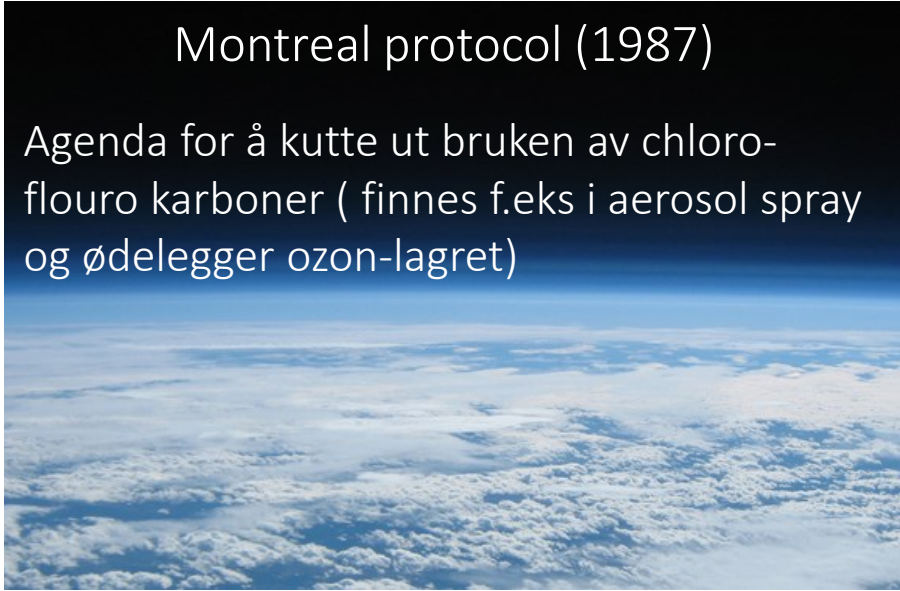 Montreal protocol (1987)
Agenda for å kutte ut bruken av chloro-
flouro karboner ( finnes f.eks i aerosol spray
og ødelegger ozon-lagret)